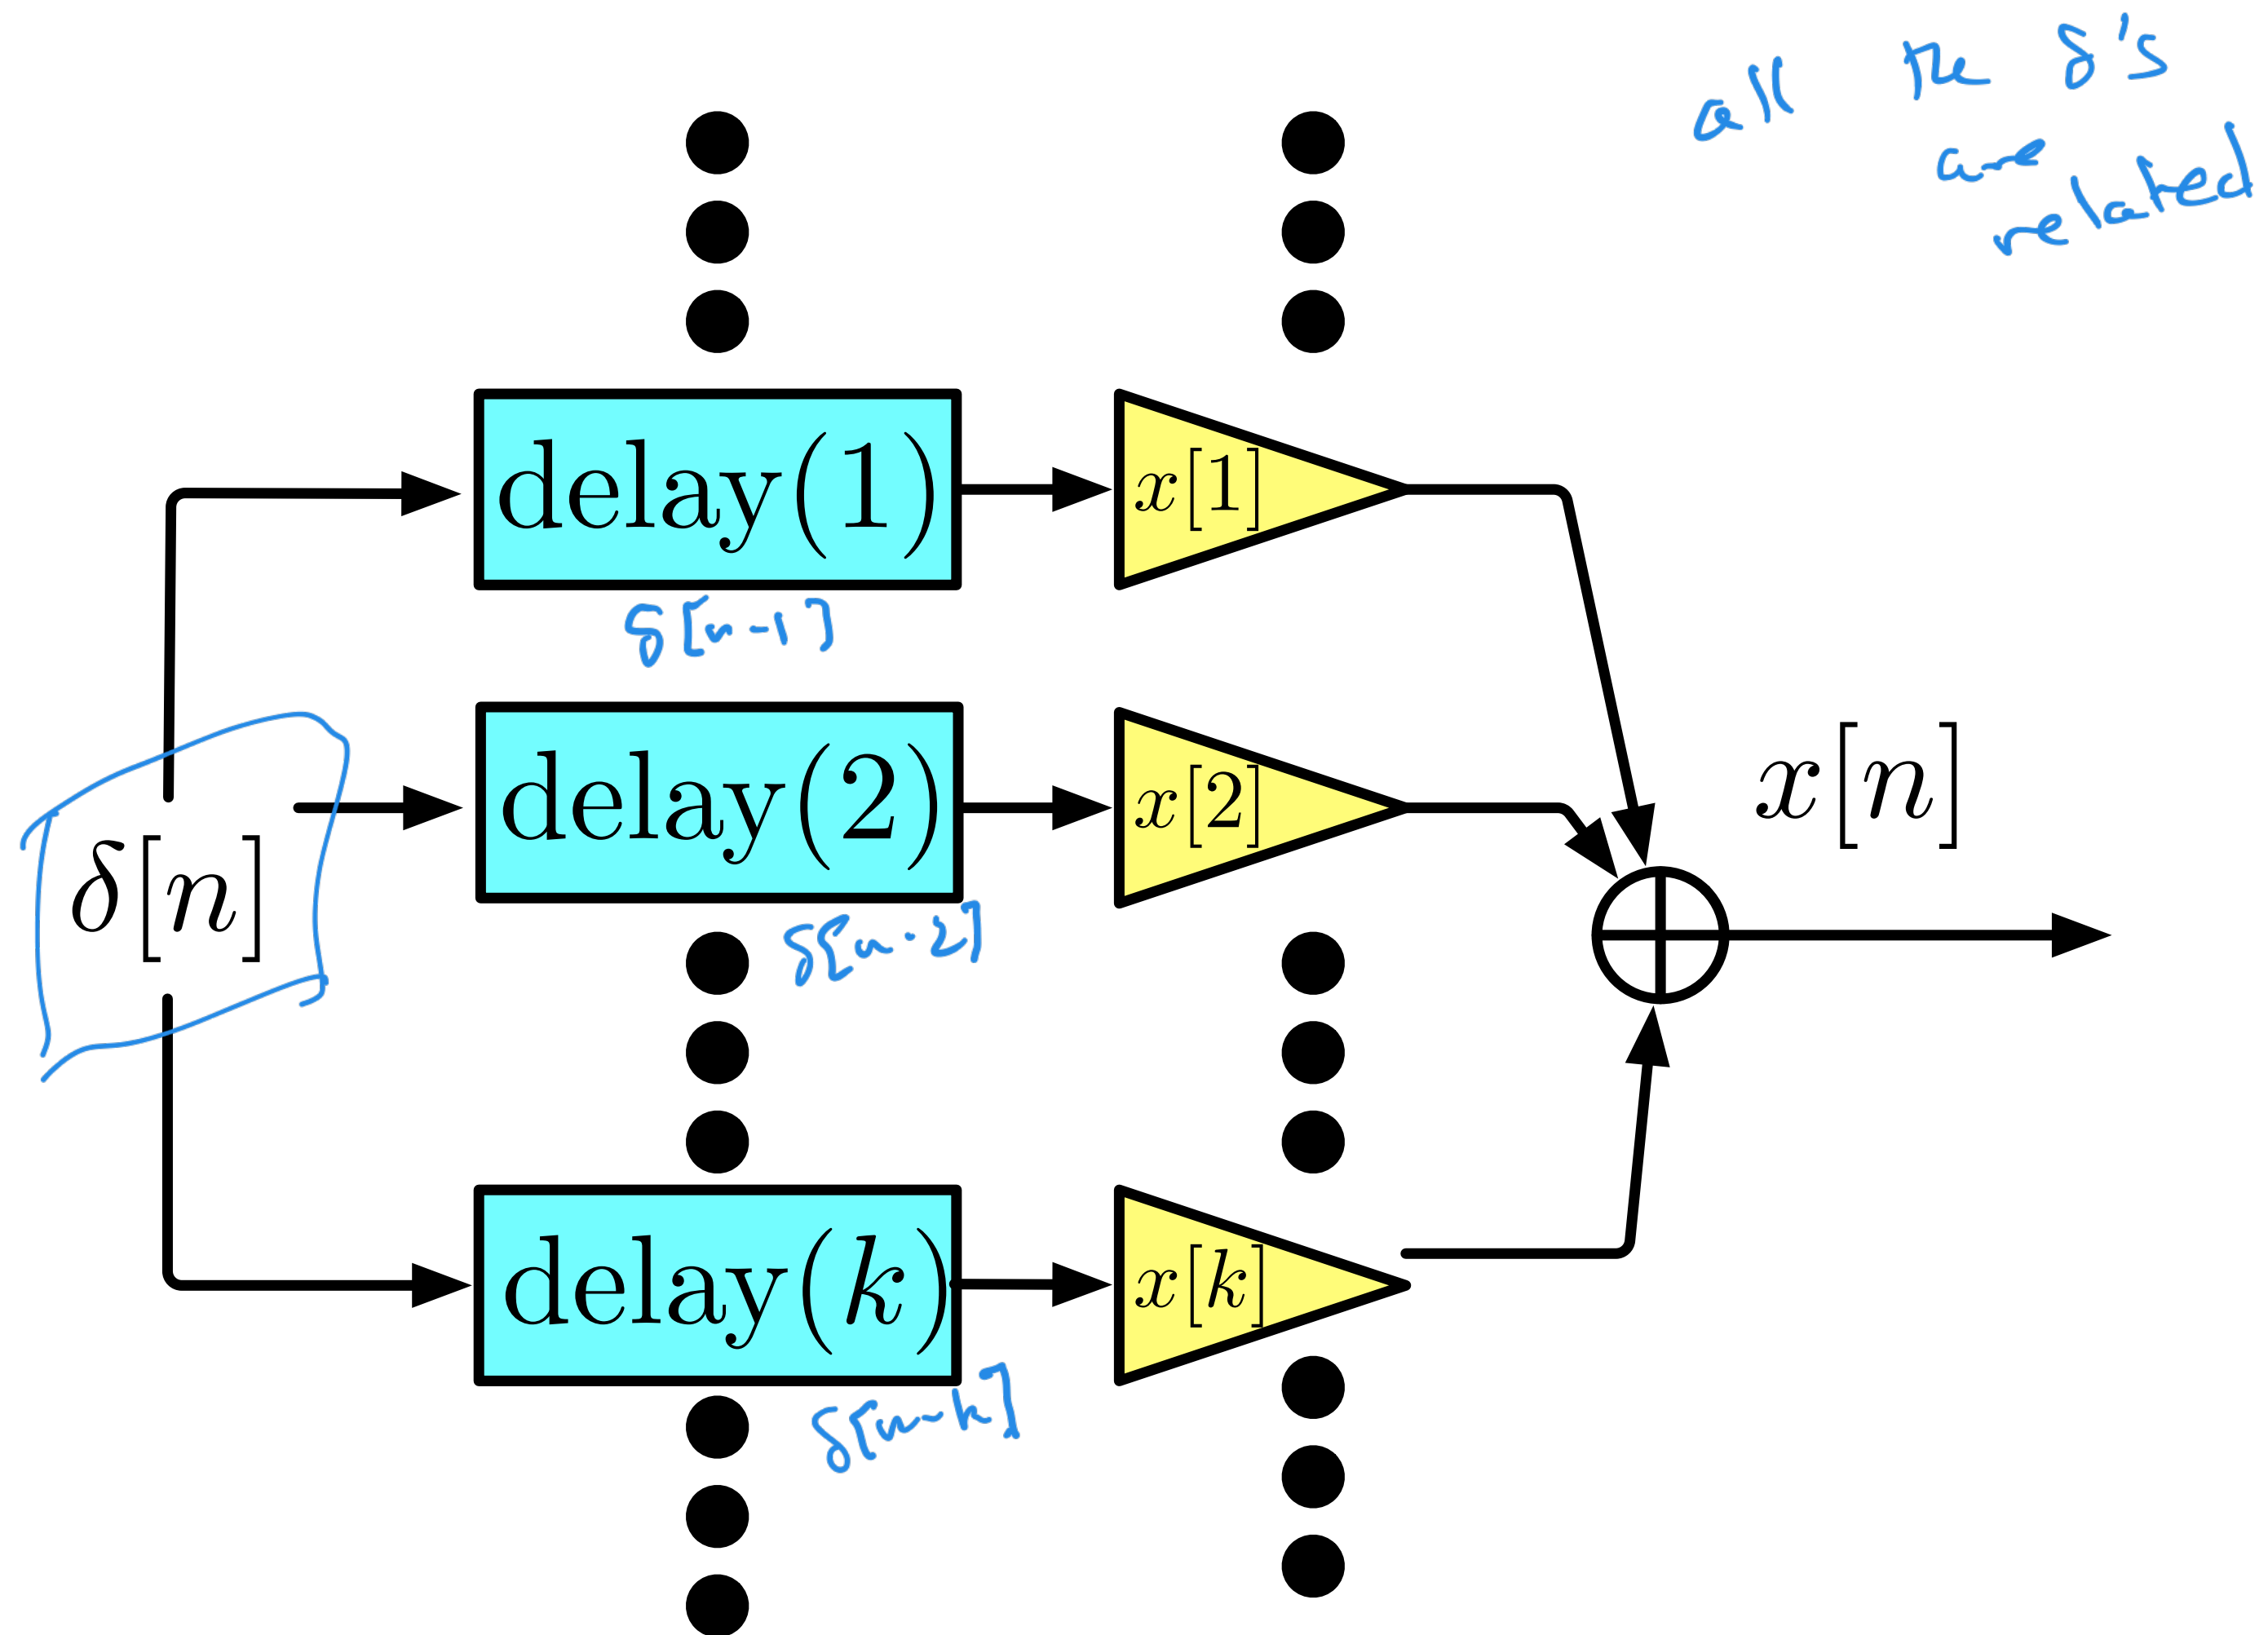 all the δ's
are
related
delay(1)
x[1]
δ[n-1]
delay(2)
x[2]
x[n]
δ[n]
δ[n-2]
delay(k)
x[k]
δ[n-k]